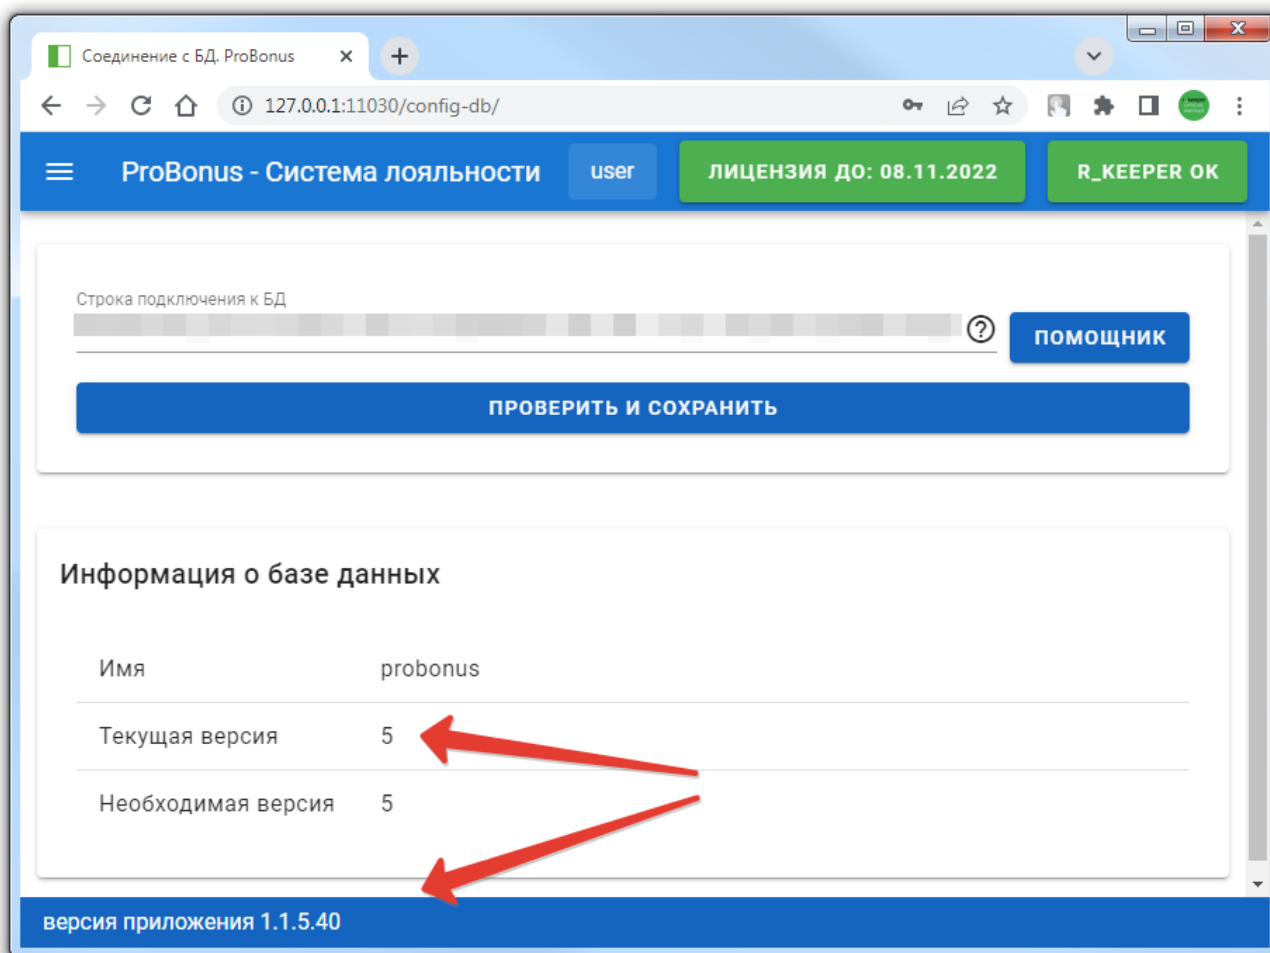 Соединение с БД. ProBonus
127.0.0.1:11030/config-db/
ProBonus - Система лояльности
user
ЛИЦЕНЗИЯ ДО: 08.11.2022
R_KEEPER OK
Строка подключения к БД
ПОМОЩНИК
ПРОВЕРИТЬ И СОХРАНИТЬ
Информация о базе данных
Имя probonus
Текущая версия 5
Необходимая версия 5
версия приложения 1.1.5.40